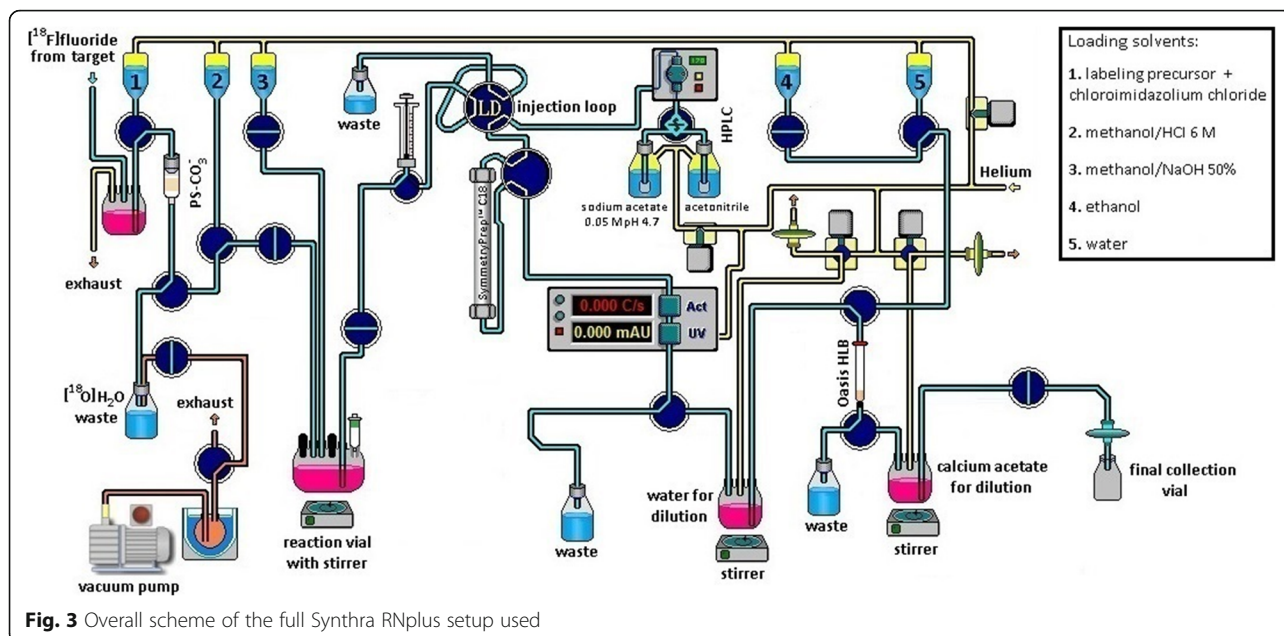 [¹⁸F]fluoride
from target
1
2
3
4
5
waste
LD
injection loop
HPLC
Loading solvents:
1. labeling precursor +
chloroimidazolium chloride
2. methanol/HCl 6 M
3. methanol/NaOH 50%
4. ethanol
5. water
PS-CO₃⁻
exhaust
sodium acetate
0.05 M pH 4.7
acetonitrile
Helium
SymmetryPrep™ C18
0.000 C/s
Act
0.000 mAU
UV
[¹⁸O]H₂O
waste
exhaust
Oasis HLB
vacuum pump
reaction vial
with stirrer
waste
water for
dilution
stirrer
waste
calcium acetate
for dilution
stirrer
final collection
vial
Fig. 3 Overall scheme of the full Synthra RNplus setup used